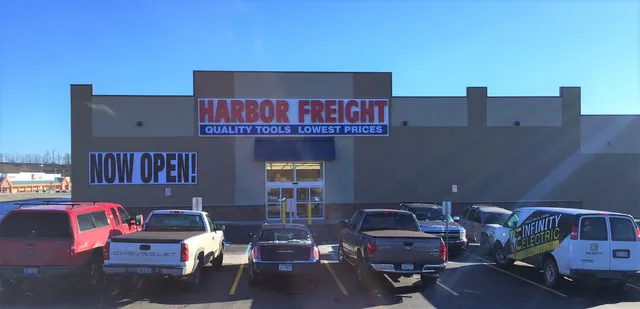 HARBOR FREIGHT
QUALITY TOOLS LOWEST PRICES
NOW OPEN!
CHEVROLET
INFINITY
ELECTRIC